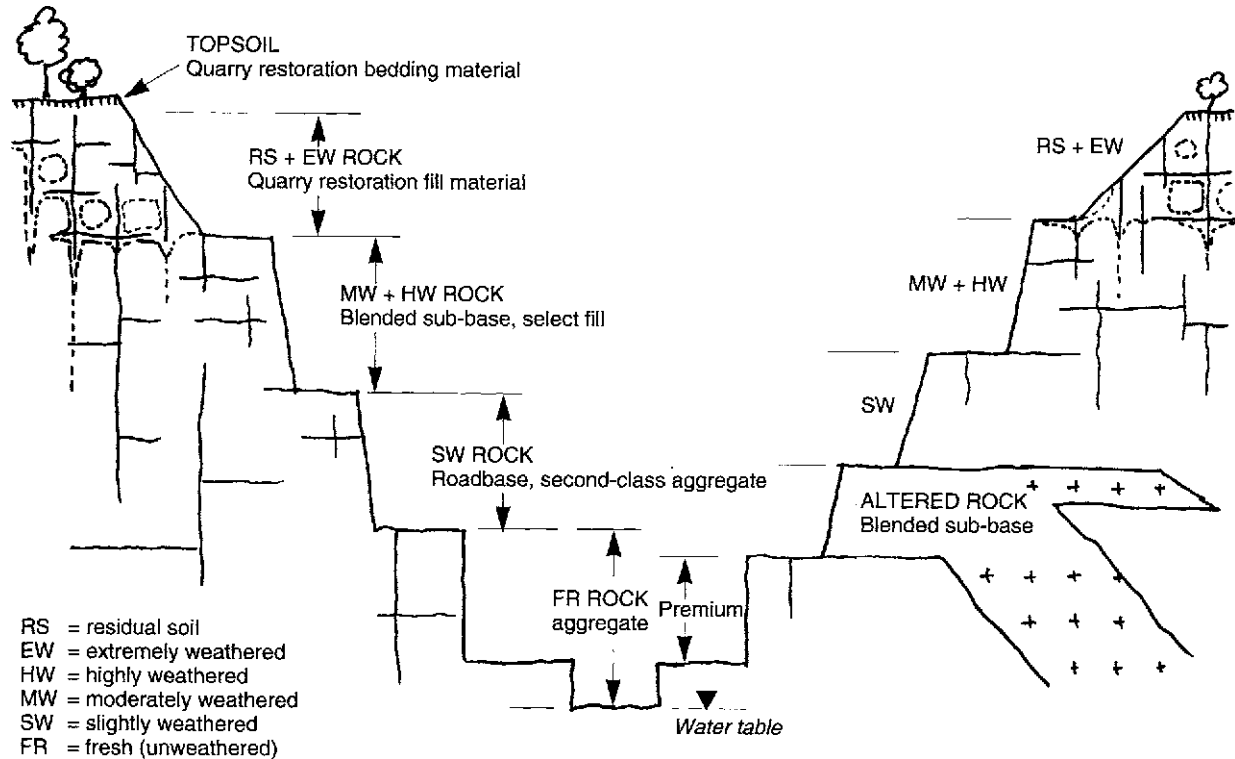 TOPSOIL
Quarry restoration bedding material
RS + EW ROCK
Quarry restoration fill material
RS + EW
MW + HW ROCK
Blended sub-base, select fill
MW + HW
SW
SW ROCK
Roadbase, second-class aggregate
ALTERED ROCK
Blended sub-base
FR ROCK
aggregate
Premium
Water table
RS = residual soil
EW = extremely weathered
HW = highly weathered
MW = moderately weathered
SW = slightly weathered
FR = fresh (unweathered)